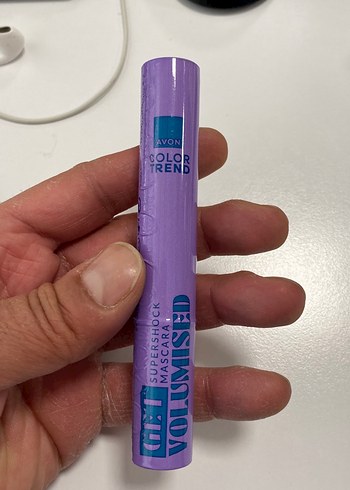 AVON
COLOR
TREND
SUPERSHOCK
MASCARA
GET
VOLUMISED